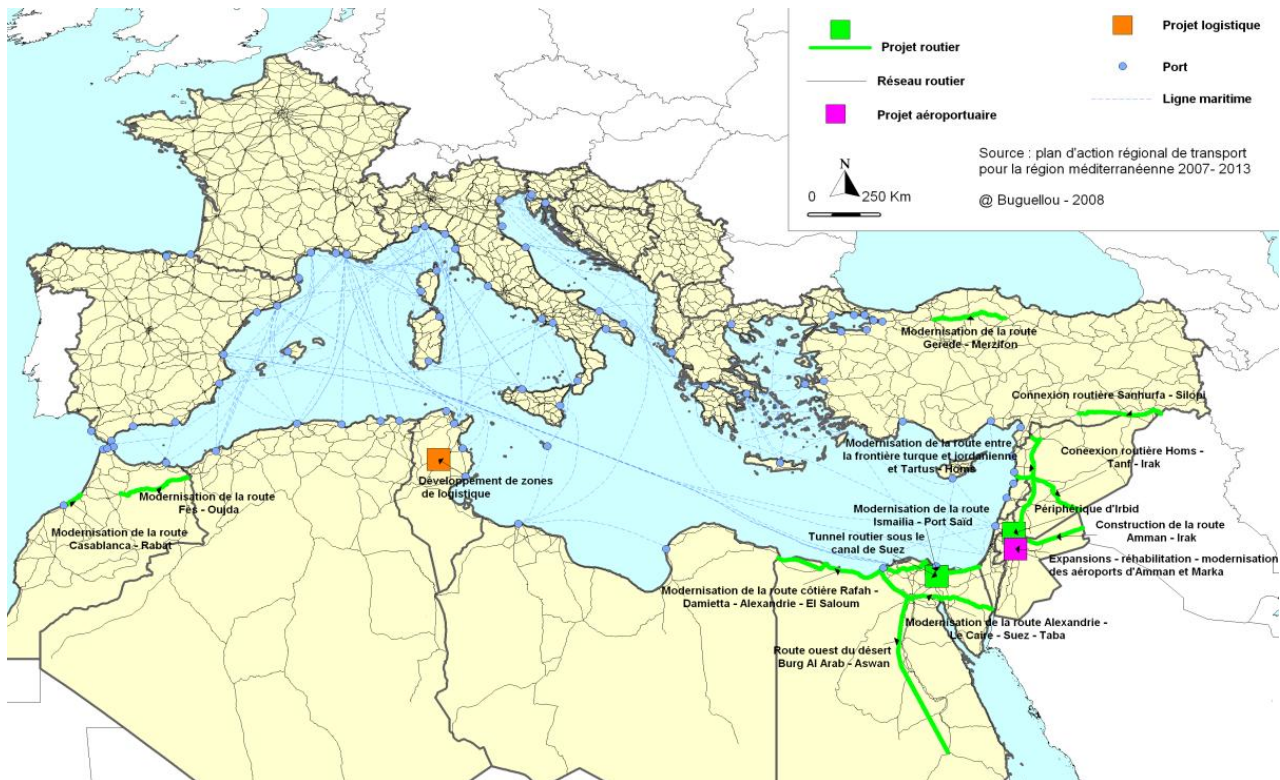 Projet routier
Réseau routier
Projet aéroportuaire
Projet logistique
Port
Ligne maritime
N
0 250 Km
Source : plan d'action régional de transport
pour la région méditerranéenne 2007- 2013
@ Buguellou - 2008
Modernisation de la route
Gerede - Merzifon
Connexion routière Sanhurfa - Silopi
Modernisation de la route entre
la frontière turque et jordanienne
et Tartus - Homs
Coneexion routière Homs -
Tanf - Irak
Développement de zones
de logistique
Modernisation de la route
Fès - Oujda
Modernisation de la route
Casablanca - Rabat
Modernisation de la route
Ismailia - Port Saïd
Tunnel routier sous le
canal de Suez
Périphérique d'Irbid
Construction de la route
Amman - Irak
Expansions - réhabilitation - modernisation
des aéroports d'Amman et Marka
Modernisation de la route côtière Rafah -
Damietta - Alexandrie - El Saloum
Modernisation de la route Alexandrie -
Le Caire - Suez - Taba
Route ouest du désert
Burg Al Arab - Aswan